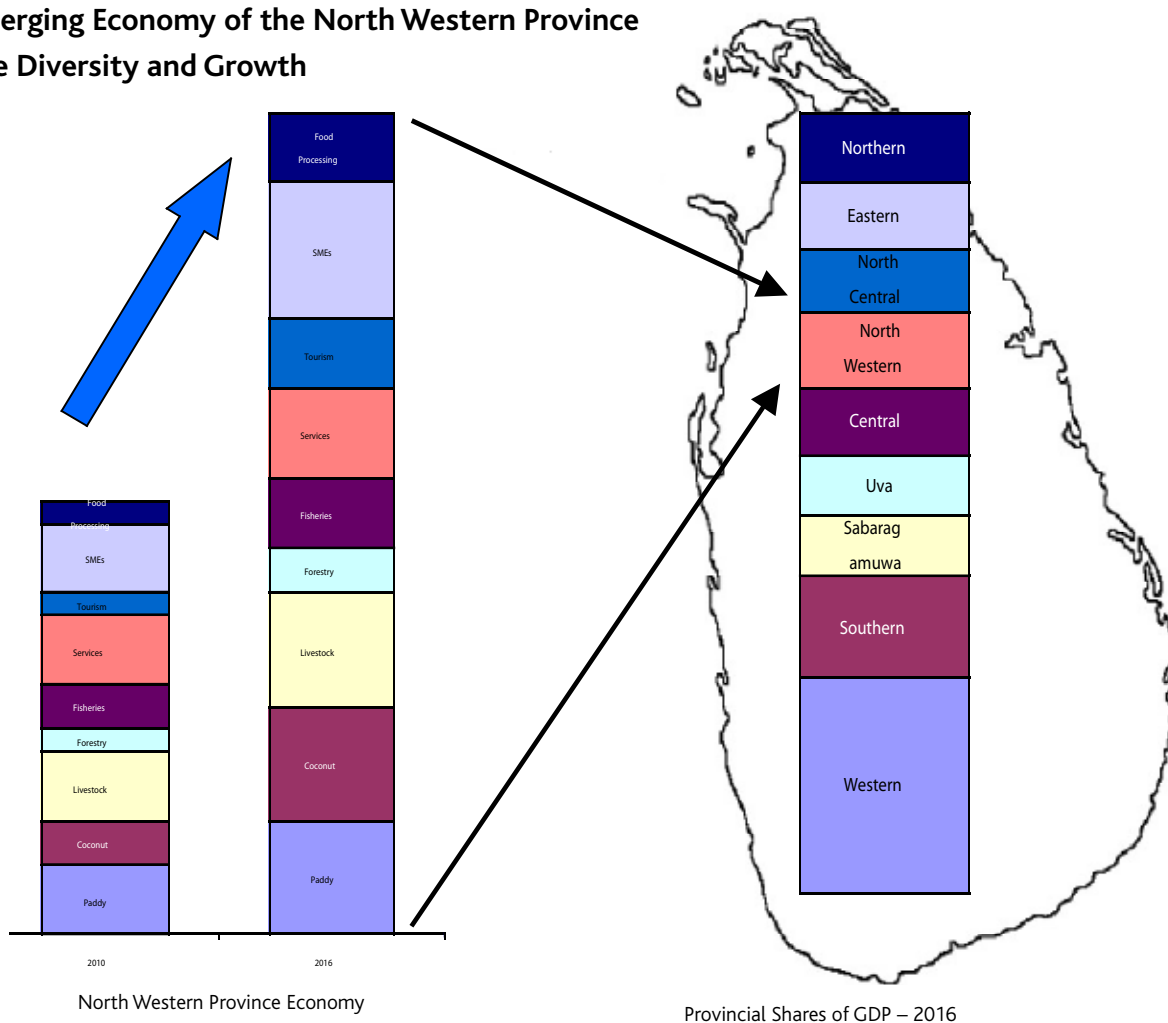 erging Economy of the North Western Province
e Diversity and Growth
Food
Processing
SMEs
Tourism
Services
Fisheries
Forestry
Livestock
Coconut
Paddy
2010
Food
Processing
SMEs
Tourism
Services
Fisheries
Forestry
Livestock
Coconut
Paddy
2016
North Western Province Economy
Northern
Eastern
North
Central
North
Western
Central
Uva
Sabarag
amuwa
Southern
Western
Provincial Shares of GDP – 2016